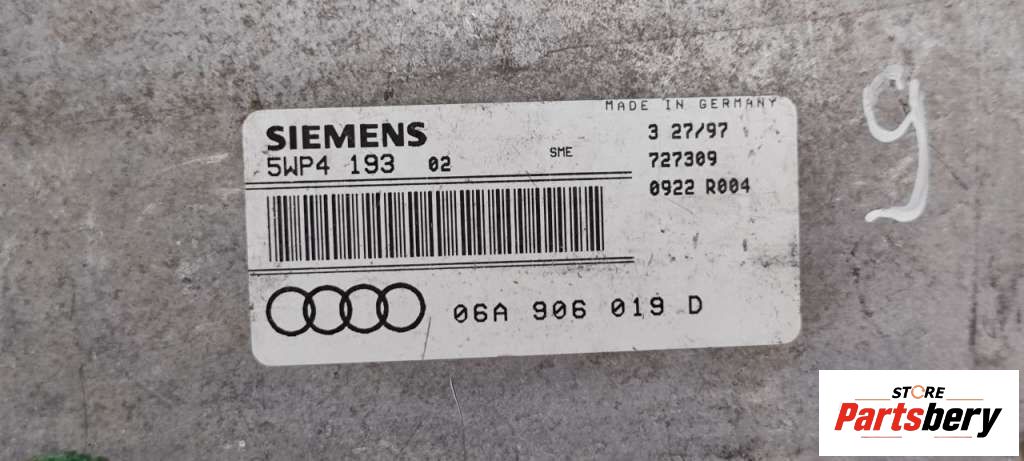 MADE IN GERMANY
SIEMENS
3 27/97
5WP4 193 02
SME
727309
0922 R004
06A 906 019 D
9
STORE
Partsbery